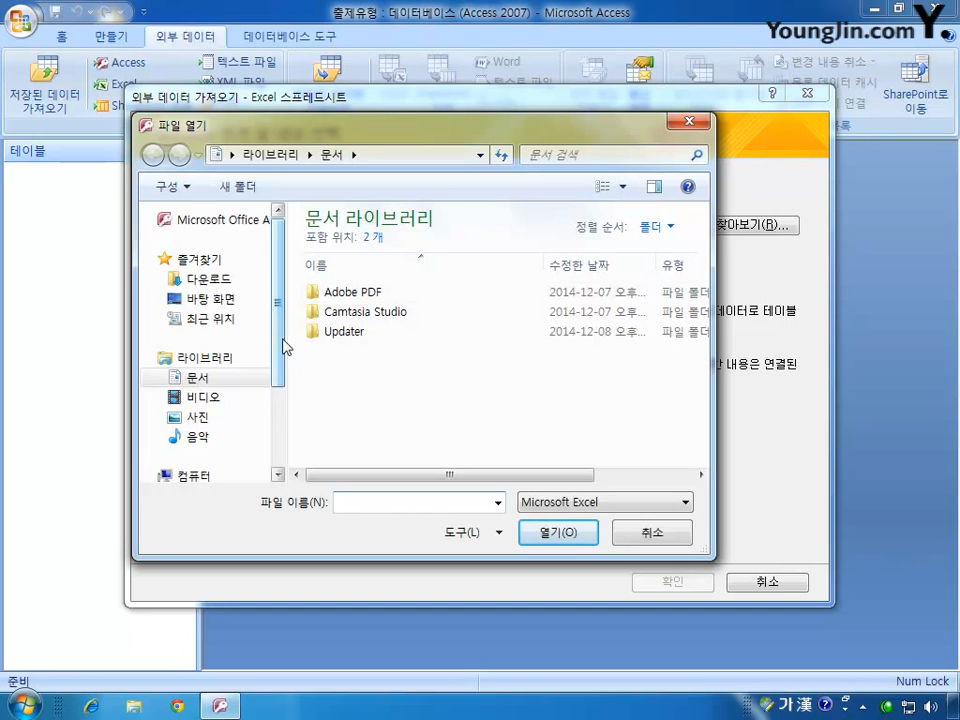 출제유형 : 데이터베이스 (Access 2007) - Microsoft Access
YoungJin.com Y.
홈 만들기 외부 데이터 데이터베이스 도구
저장된 데이터 가져오기
Access
Excel
텍스트 파일
XML 파일
Word
텍스트 파일
변경 내용 취소
목록 데이터 캐시
연결
SharePoint로 이동
외부 데이터 가져오기 - Excel 스프레드시트
테이블
파일 열기
라이브러리 문서
문서 검색
구성 새 폴더
Microsoft Office A
즐겨찾기
다운로드
바탕 화면
최근 위치
라이브러리
문서
비디오
사진
음악
컴퓨터
문서 라이브러리
포함 위치: 2 개
정렬 순서: 폴더
이름 수정한 날짜 유형
Adobe PDF 2014-12-07 오후... 파일 폴더
Camtasia Studio 2014-12-07 오후... 파일 폴더
Updater 2014-12-08 오후... 파일 폴더
찾아보기(R)...
데이터로 테이블
내용은 연결된
파일 이름(N): Microsoft Excel
도구(L) 열기(O) 취소
확인 취소
준비 Num Lock
가 漢